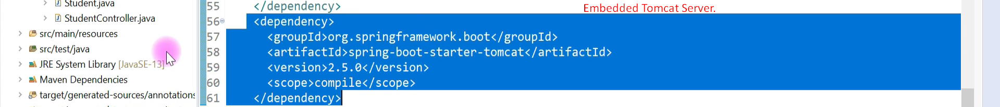 Student.java
StudentController.java
src/main/resources
src/test/java
JRE System Library [JavaSE-13]
Maven Dependencies
target/generated-sources/annotations
55 </dependency>
Embedded Tomcat Server.
56 <dependency>
57 <groupId>org.springframework.boot</groupId>
58 <artifactId>spring-boot-starter-tomcat</artifactId>
59 <version>2.5.0</version>
60 <scope>compile</scope>
61 </dependency>